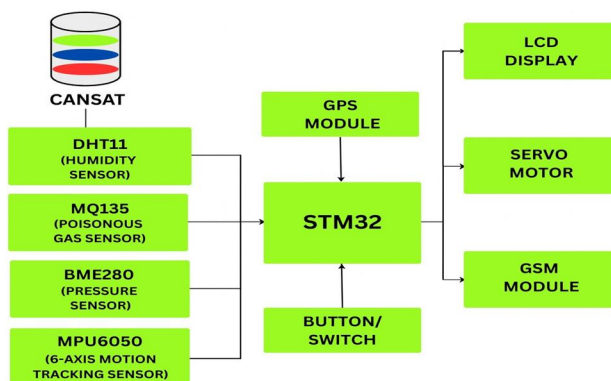 CANSAT
DHT11
(HUMIDITY
SENSOR)
MQ135
(POISONOUS
GAS SENSOR)
BME280
(PRESSURE
SENSOR)
MPU6050
(6-AXIS MOTION
TRACKING SENSOR)
GPS
MODULE
STM32
BUTTON/
SWITCH
LCD
DISPLAY
SERVO
MOTOR
GSM
MODULE